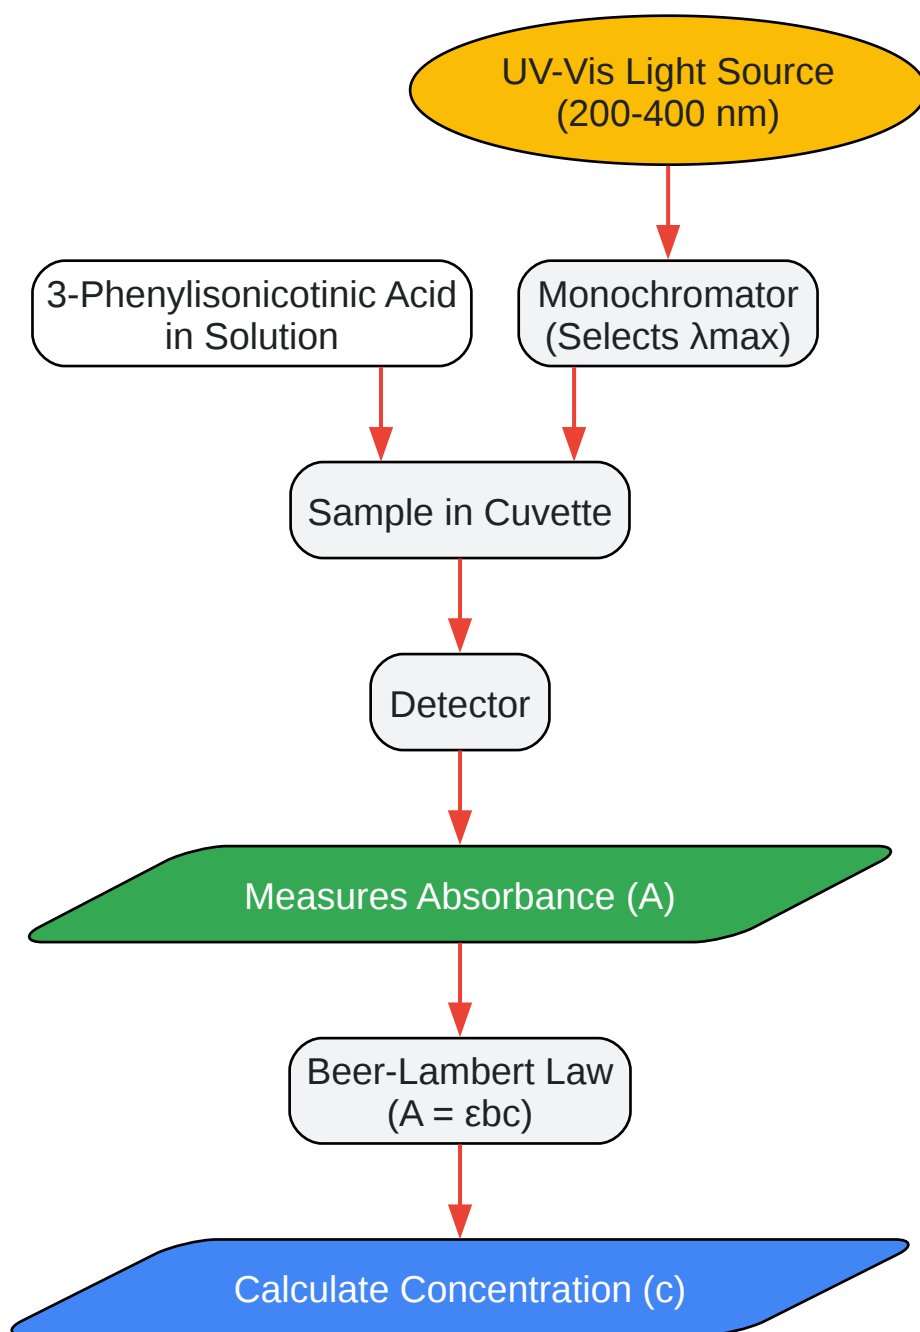 UV-Vis Light Source
(200-400 nm)
3-Phenylisonicotinic Acid
in Solution
Monochromator
(Selects λmax)
Sample in Cuvette
Detector
Measures Absorbance (A)
Beer-Lambert Law
(A = εbc)
Calculate Concentration (c)